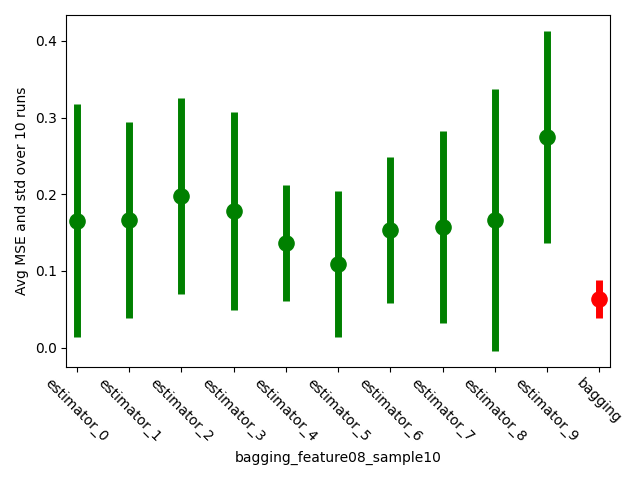 Avg MSE and std over 10 runs
0.4
0.3
0.2
0.1
0.0
estimator_0
estimator_1
estimator_2
estimator_3
estimator_4
estimator_5
estimator_6
estimator_7
estimator_8
estimator_9
bagging
bagging_feature08_sample10